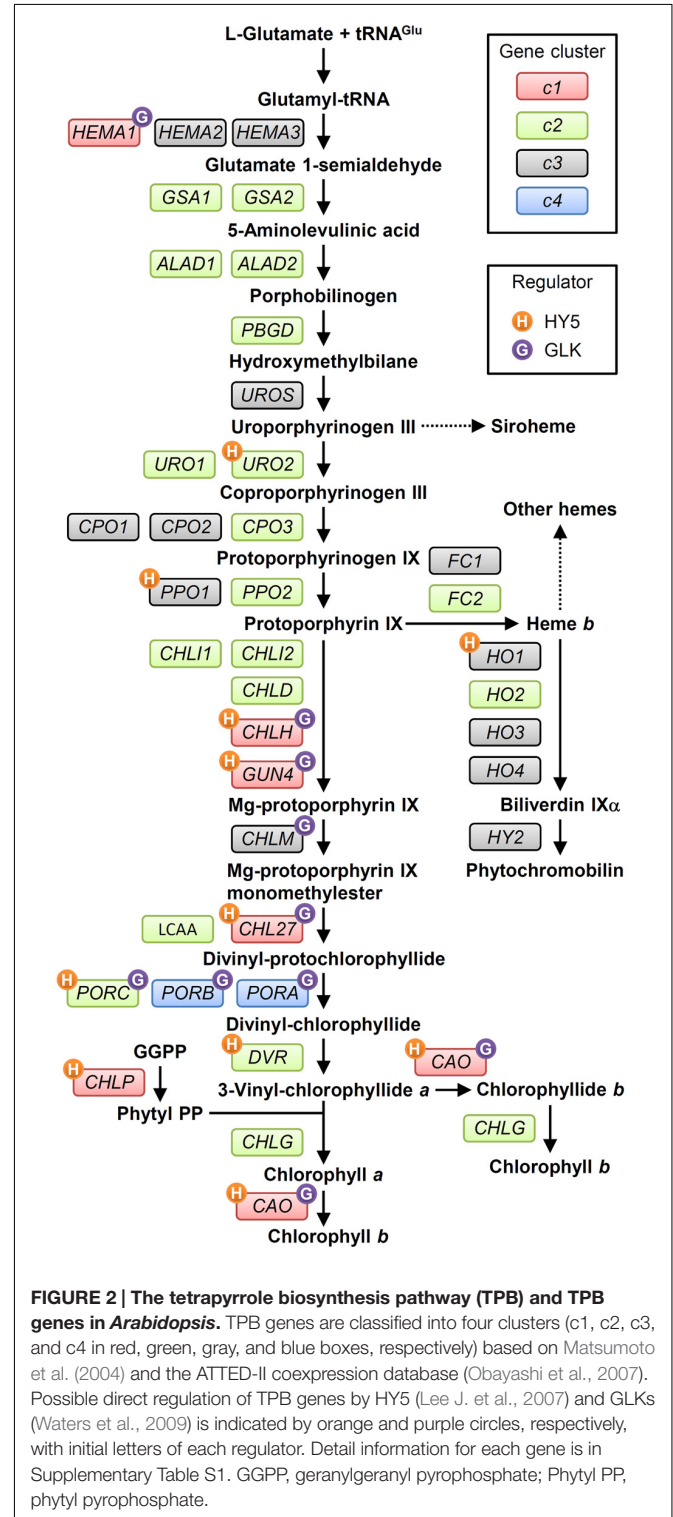 L-Glutamate + tRNAGlu
Glutamyl-tRNA
HEMA1 G HEMA2 HEMA3
Glutamate 1-semialdehyde
GSA1 GSA2
5-Aminolevulinic acid
ALAD1 ALAD2
Porphobilinogen
PBGD
Hydroxymethylbilane
UROS
Uroporphyrinogen III
Siroheme
URO1 H URO2
Coproporphyrinogen III
CPO1 CPO2 CPO3
Protoporphyrinogen IX
H PPO1 PPO2
Protoporphyrin IX
FC1
FC2
Heme b
Other hemes
CHLI1 CHLI2
CHLD
H CHLH G
H GUN4 G
Mg-protoporphyrin IX
H HO1
HO2
HO3
HO4
Biliverdin IXα
HY2
Phytochromobilin
CHLM G
Mg-protoporphyrin IX
monomethylester
LCAA H CHL27 G
Divinyl-protochlorophyllide
H PORC G PORB G PORA G
Divinyl-chlorophyllide
GGPP
H CHLP
Phytyl PP
H DVR
3-Vinyl-chlorophyllide a
H CAO G
Chlorophyllide b
CHLG
Chlorophyll b
CHLG
Chlorophyll a
H CAO G
Chlorophyll b
Gene cluster
c1
c2
c3
c4
Regulator
H HY5
G GLK
FIGURE 2 | The tetrapyrrole biosynthesis pathway (TPB) and TPB
genes in Arabidopsis. TPB genes are classified into four clusters (c1, c2, c3,
and c4 in red, green, gray, and blue boxes, respectively) based on Matsumoto
et al. (2004) and the ATTED-II coexpression database (Obayashi et al., 2007).
Possible direct regulation of TPB genes by HY5 (Lee J. et al., 2007) and GLKs
(Waters et al., 2009) is indicated by orange and purple circles, respectively,
with initial letters of each regulator. Detail information for each gene is in
Supplementary Table S1. GGPP, geranylgeranyl pyrophosphate; Phytyl PP,
phytyl pyrophosphate.